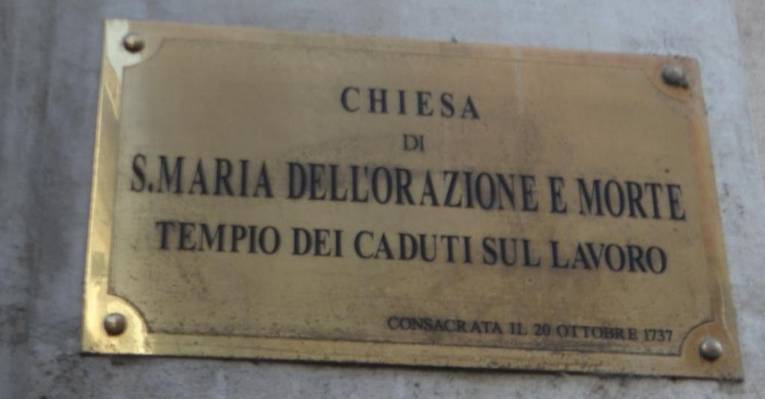 CHIESA
DI
S.MARIA DELL'ORAZIONE E MORTE
TEMPIO DEI CADUTI SUL LAVORO
CONSACRATA IL 20 OTTOBRE 1737